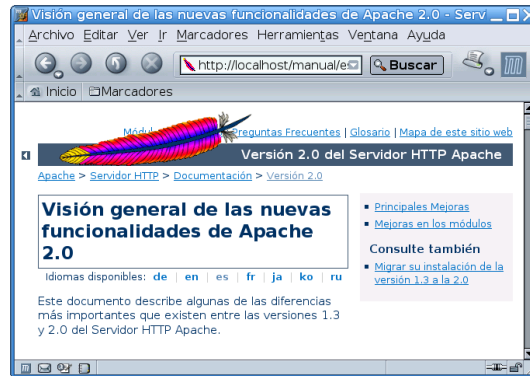 Visión general de las nuevas funcionalidades de Apache 2.0 - Serv
Archivo Editar Ver Ir Marcadores Herramientas Ventana Ayuda
http://localhost/manual/es
Buscar
Inicio Marcadores
Preguntas Frecuentes | Glosario | Mapa de este sitio web
Versión 2.0 del Servidor HTTP Apache
Apache > Servidor HTTP > Documentación > Versión 2.0
Visión general de las nuevas
funcionalidades de Apache
2.0
Idiomas disponibles: de | en | es | fr | ja | ko | ru
Este documento describe algunas de las diferencias
más importantes que existen entre las versiones 1.3
y 2.0 del Servidor HTTP Apache.
Principales Mejoras
Mejoras en los módulos
Consulte también
Migrar su instalación de la
versión 1.3 a la 2.0